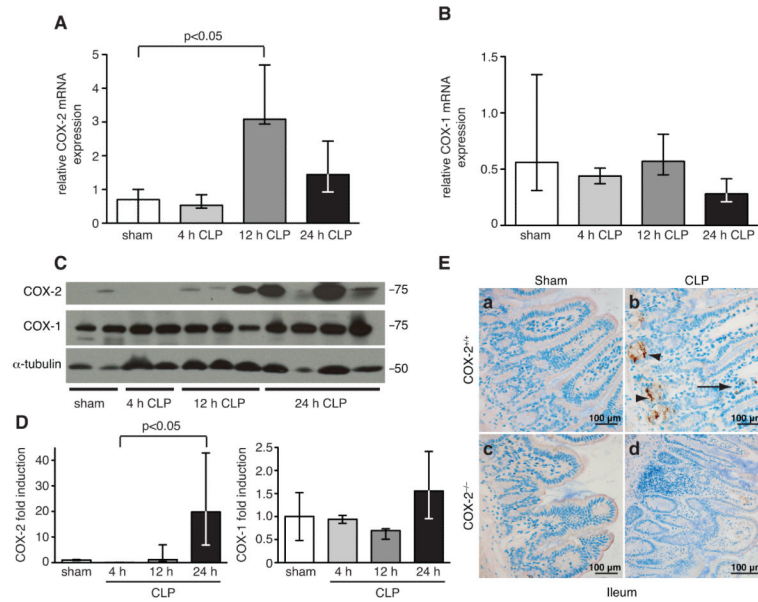 A
p<0.05
relative COX-2 mRNA
expression
5
4
3
2
1
0
sham 4 h CLP 12 h CLP 24 h CLP
B
relative COX-1 mRNA
expression
1.5
1.0
0.5
0
sham 4 h CLP 12 h CLP 24 h CLP
C
COX-2 –75
COX-1 –75
α-tubulin –50
sham 4 h CLP 12 h CLP 24 h CLP
D
p<0.05
COX-2 fold induction
50
40
30
20
10
0
sham 4 h 12 h 24 h
CLP
COX-1 fold induction
2.5
2.0
1.5
1.0
0.5
0
sham 4 h 12 h 24 h
CLP
E
Sham CLP
COX-2+/+
a b
100 µm 100 µm
COX-2–/–
c d
100 µm 100 µm
Ileum